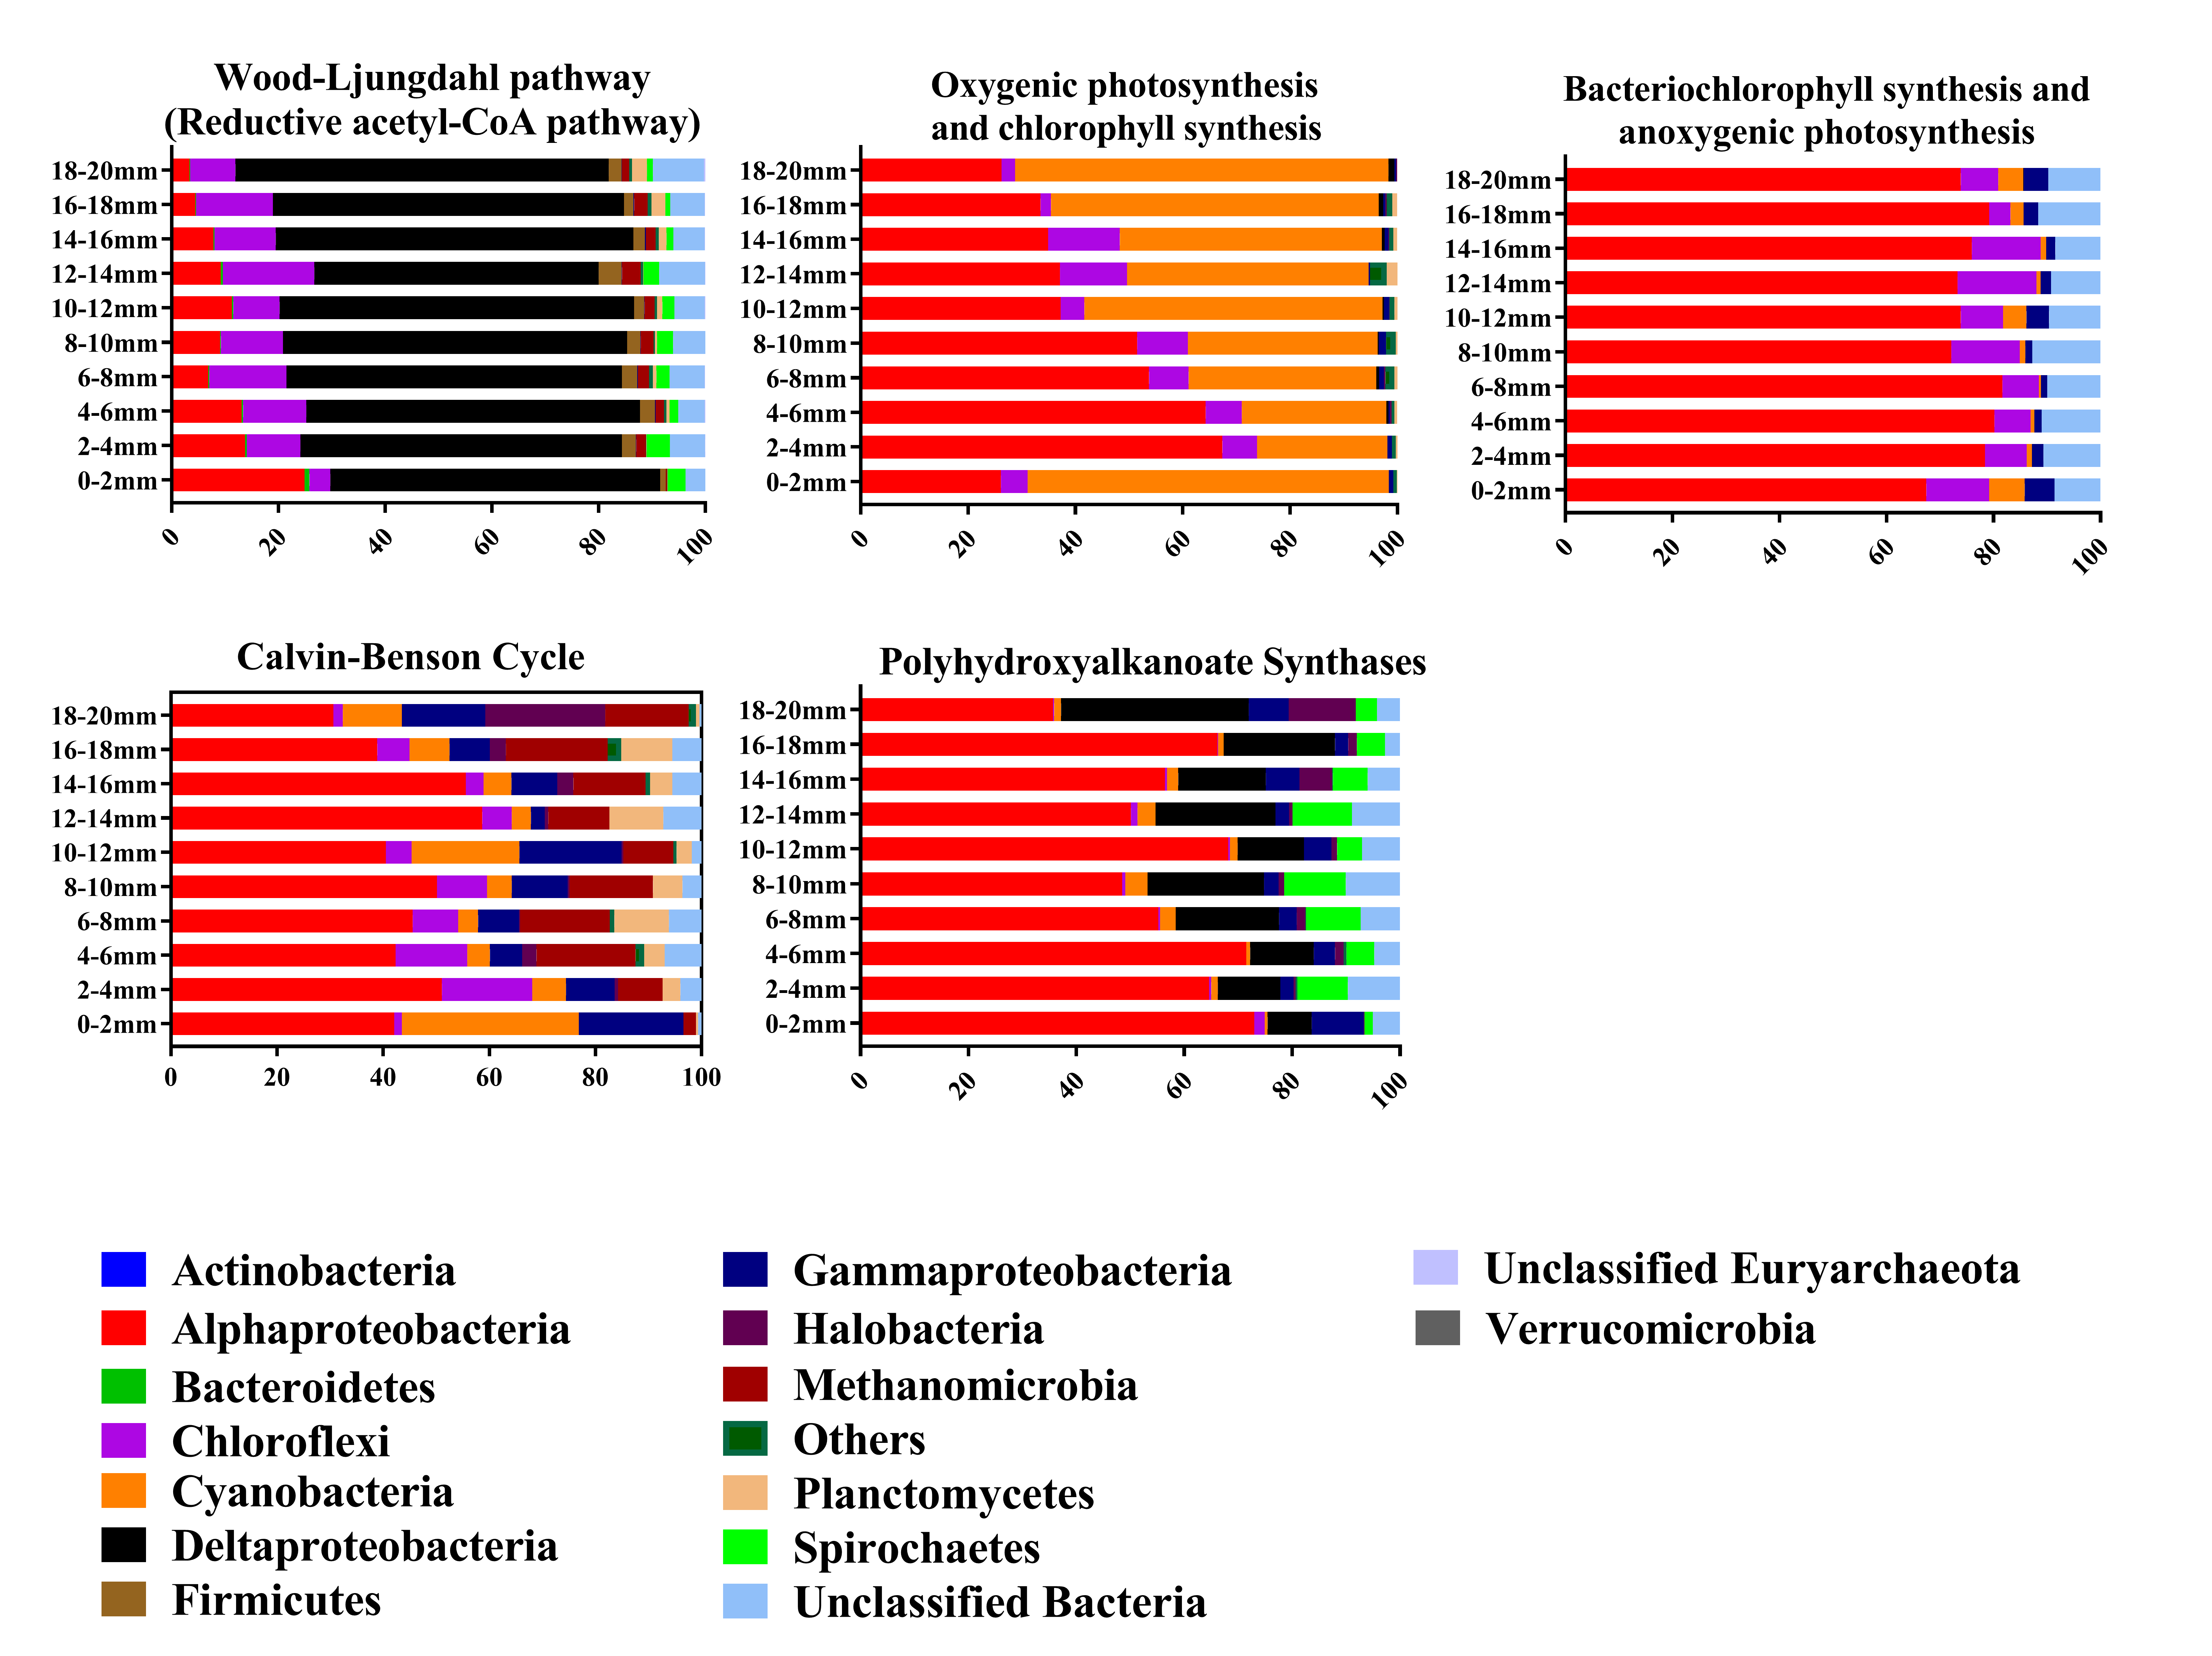 Wood-Ljungdahl pathway
(Reductive acetyl-CoA pathway)
18-20mm
16-18mm
14-16mm
12-14mm
10-12mm
8-10mm
6-8mm
4-6mm
2-4mm
0-2mm
0 20 40 60 80 100
Oxygenic photosynthesis
and chlorophyll synthesis
18-20mm
16-18mm
14-16mm
12-14mm
10-12mm
8-10mm
6-8mm
4-6mm
2-4mm
0-2mm
0 20 40 60 80 100
Bacteriochlorophyll synthesis and
anoxygenic photosynthesis
18-20mm
16-18mm
14-16mm
12-14mm
10-12mm
8-10mm
6-8mm
4-6mm
2-4mm
0-2mm
0 20 40 60 80 100
Calvin-Benson Cycle
18-20mm
16-18mm
14-16mm
12-14mm
10-12mm
8-10mm
6-8mm
4-6mm
2-4mm
0-2mm
0 20 40 60 80 100
Polyhydroxyalkanoate Synthases
18-20mm
16-18mm
14-16mm
12-14mm
10-12mm
8-10mm
6-8mm
4-6mm
2-4mm
0-2mm
0 20 40 60 80 100
Actinobacteria
Alphaproteobacteria
Bacteroidetes
Chloroflexi
Cyanobacteria
Deltaproteobacteria
Firmicutes
Gammaproteobacteria
Halobacteria
Methanomicrobia
Others
Planctomycetes
Spirochaetes
Unclassified Bacteria
Unclassified Euryarchaeota
Verrucomicrobia